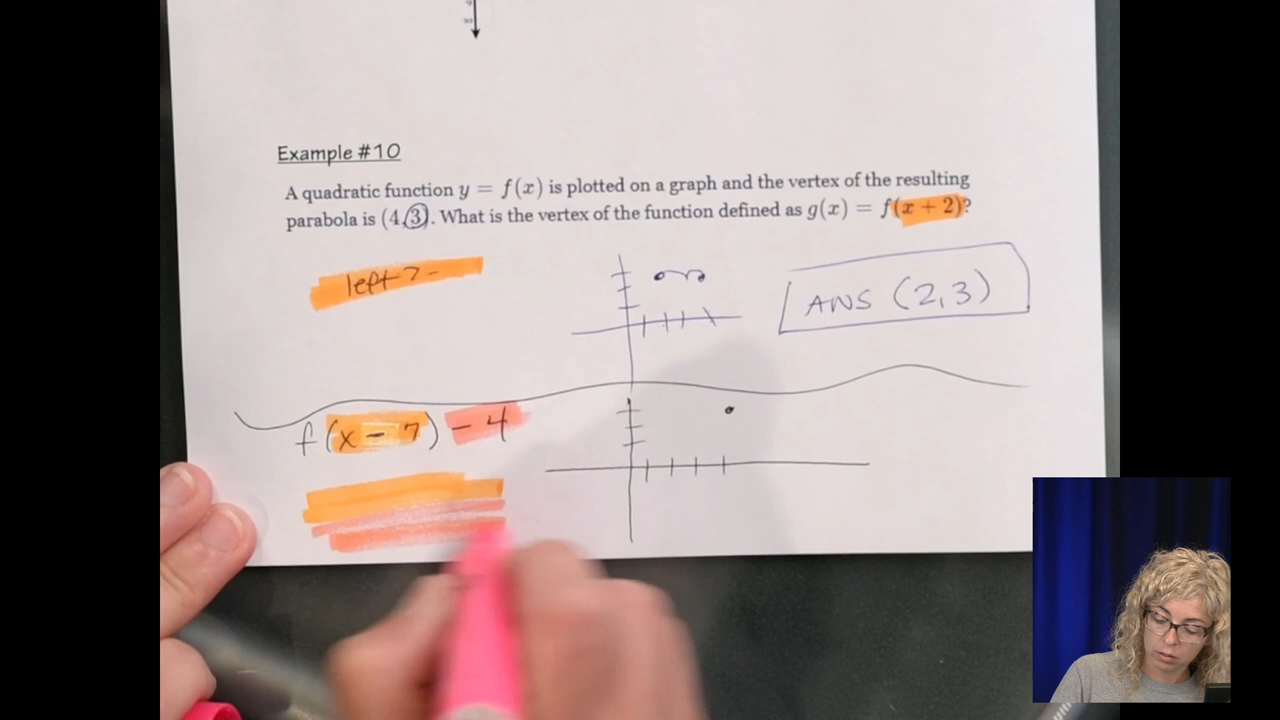 Example #10
A quadratic function y = f(x) is plotted on a graph and the vertex of the resulting
parabola is (4,3). What is the vertex of the function defined as g(x) = f(x + 2)?
left 2
ANS (2,3)
f(x - 7) - 4